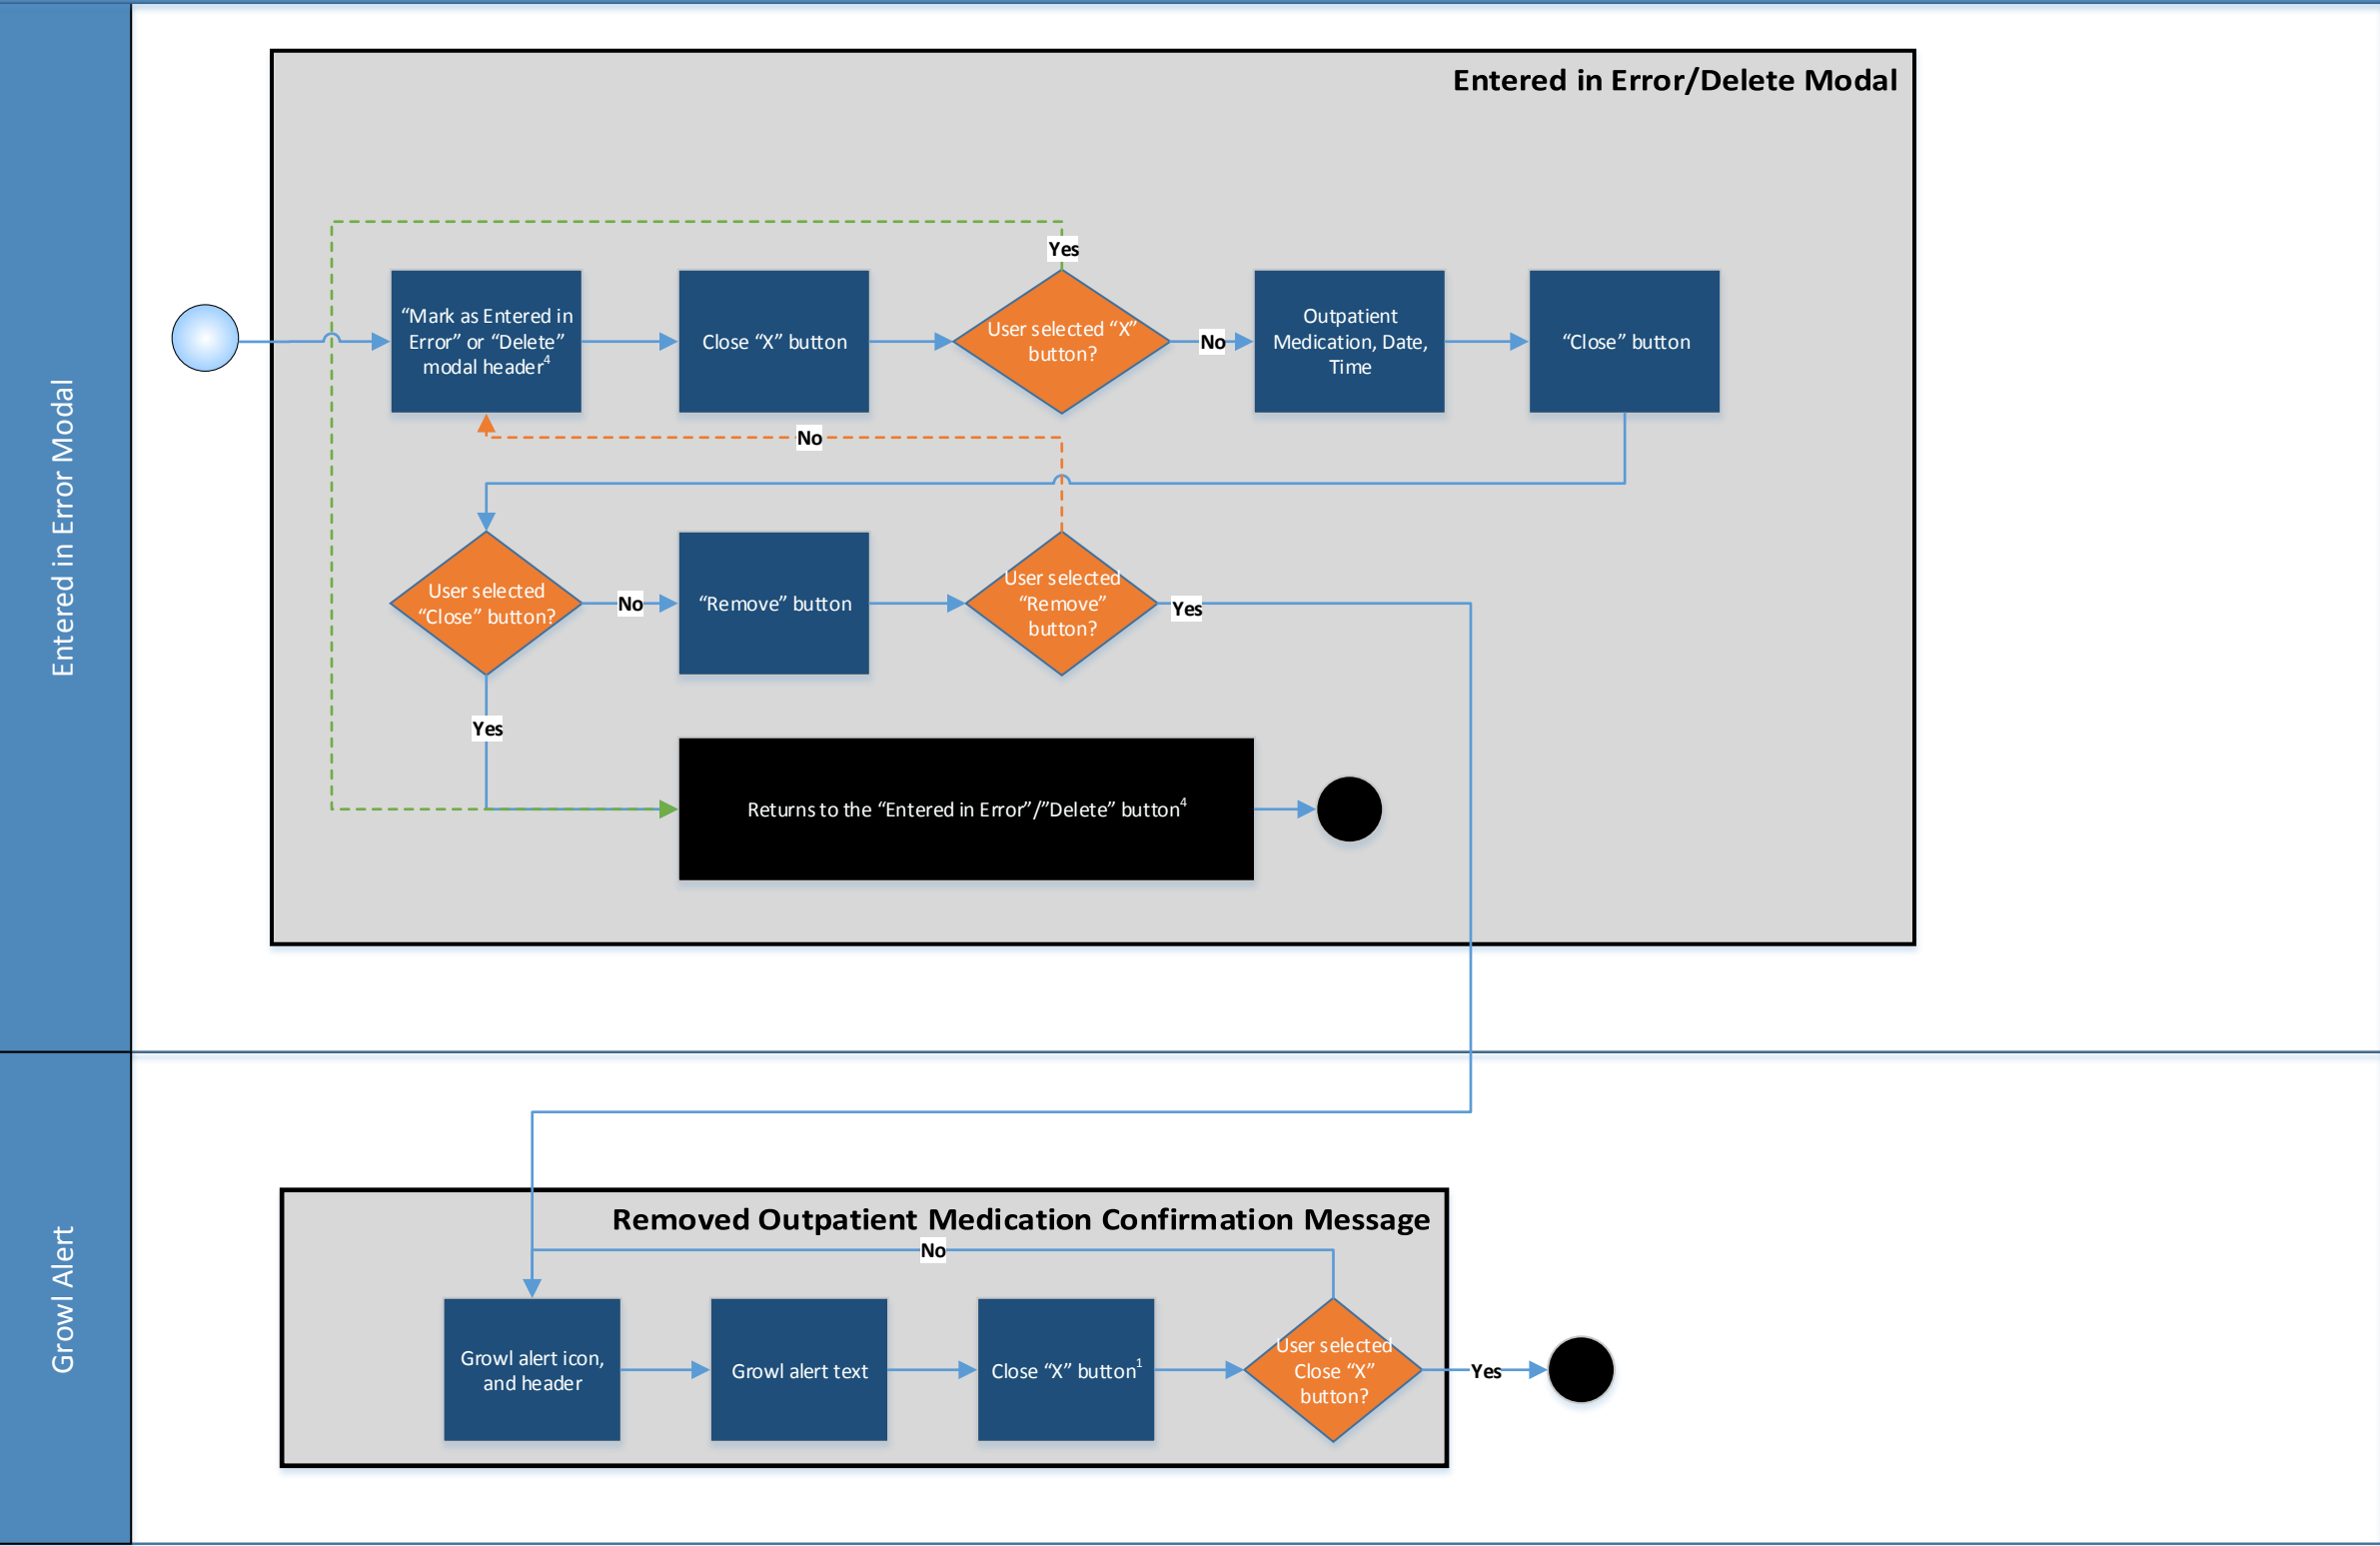 Entered in Error Modal
Entered in Error/Delete Modal
Yes
“Mark as Entered in
Error” or “Delete”
modal header4
Close “X” button
User selected “X”
button?
No
Outpatient
Medication, Date,
Time
“Close” button
No
User selected
“Close” button?
No
“Remove” button
User selected
“Remove”
button?
Yes
Yes
Returns to the “Entered in Error”/”Delete” button4
Growl Alert
Removed Outpatient Medication Confirmation Message
No
Growl alert icon,
and header
Growl alert text
Close “X” button1
User selected
Close “X”
button?
Yes